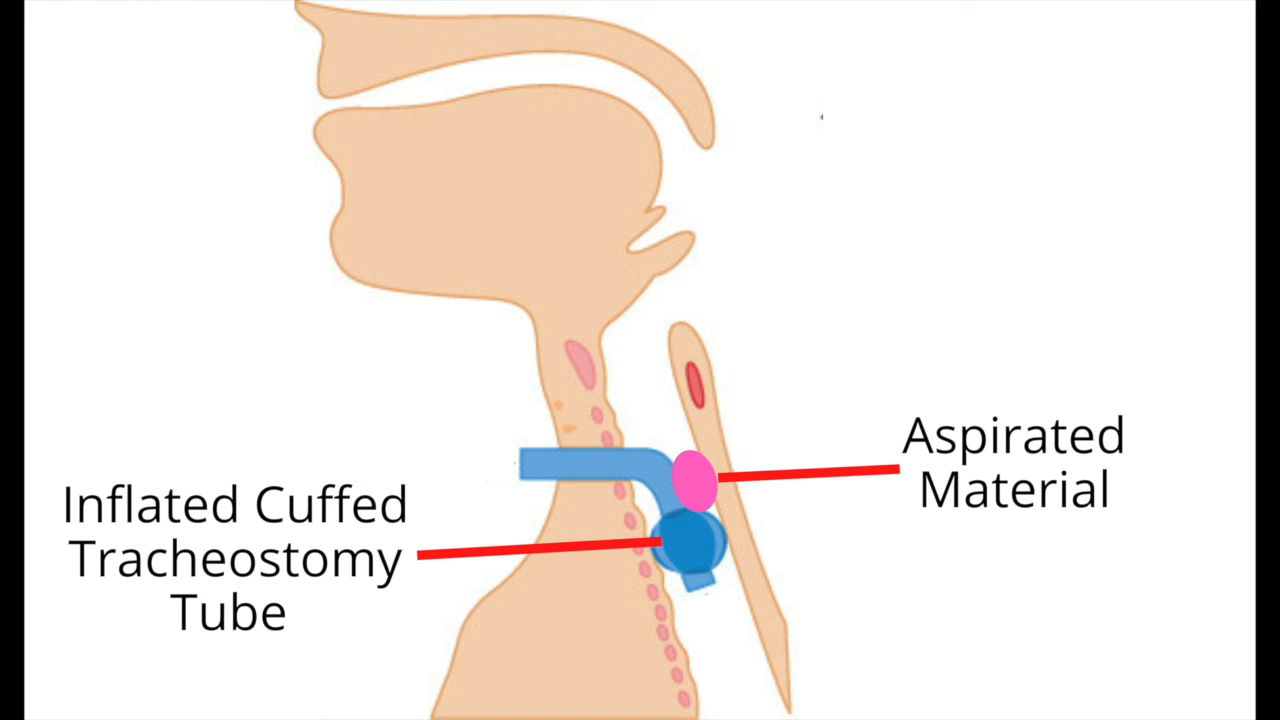 Aspirated
Material
Inflated Cuffed
Tracheostomy
Tube